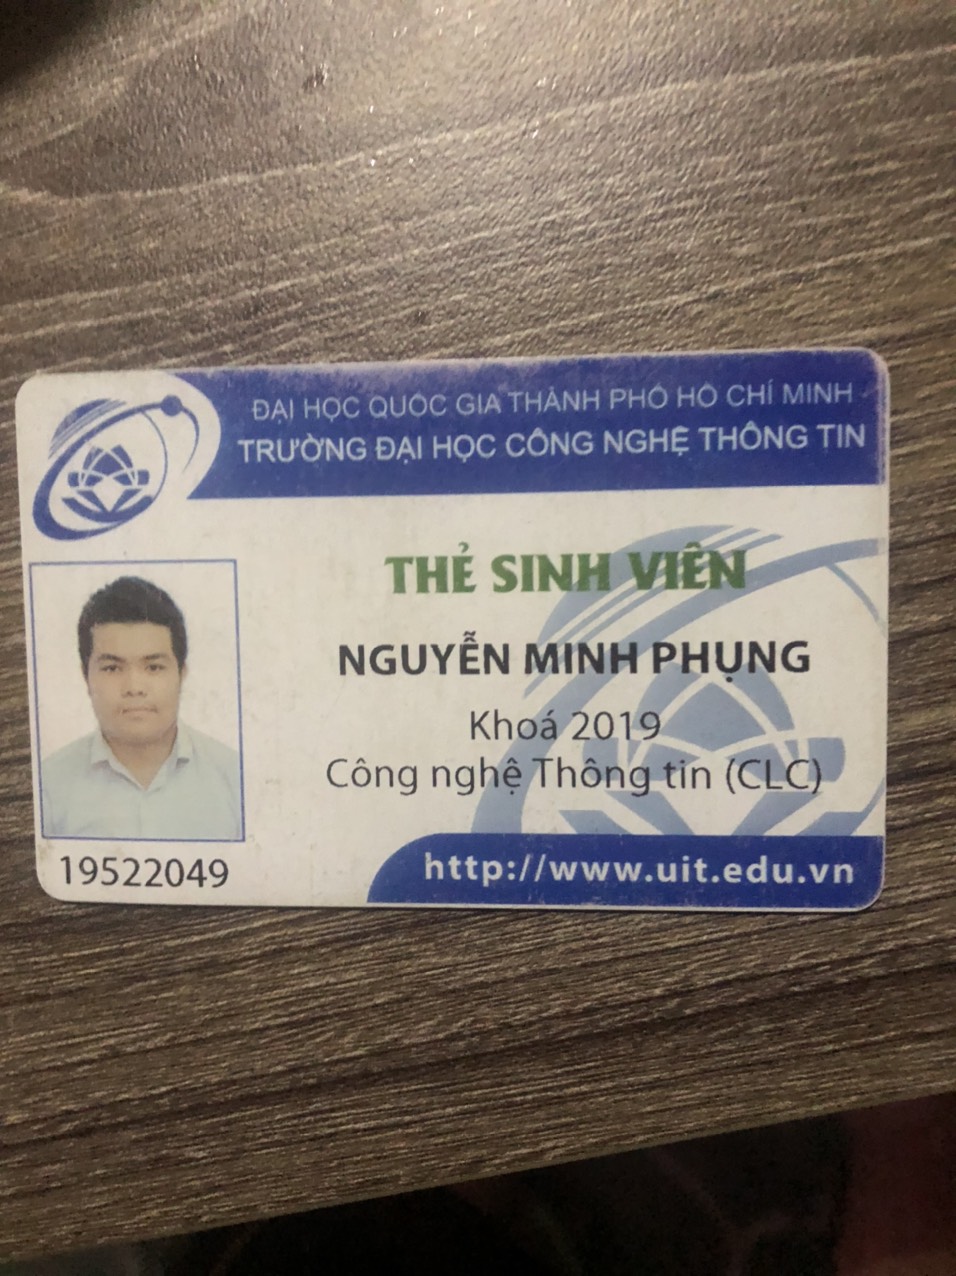 ĐẠI HỌC QUỐC GIA THÀNH PHỐ HỒ CHÍ MINH
TRƯỜNG ĐẠI HỌC CÔNG NGHỆ THÔNG TIN
THẺ SINH VIÊN
NGUYỄN MINH PHỤNG
Khoá 2019
Công nghệ Thông tin (CLC)
19522049
http://www.uit.edu.vn